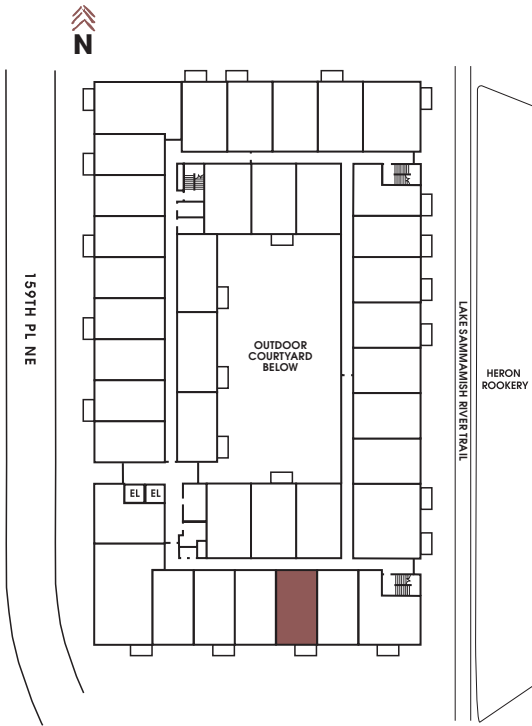 N
159TH PL NE
OUTDOOR
COURTYARD
BELOW
LAKE SAMMAMISH RIVER TRAIL
HERON
ROOKERY
EL
EL